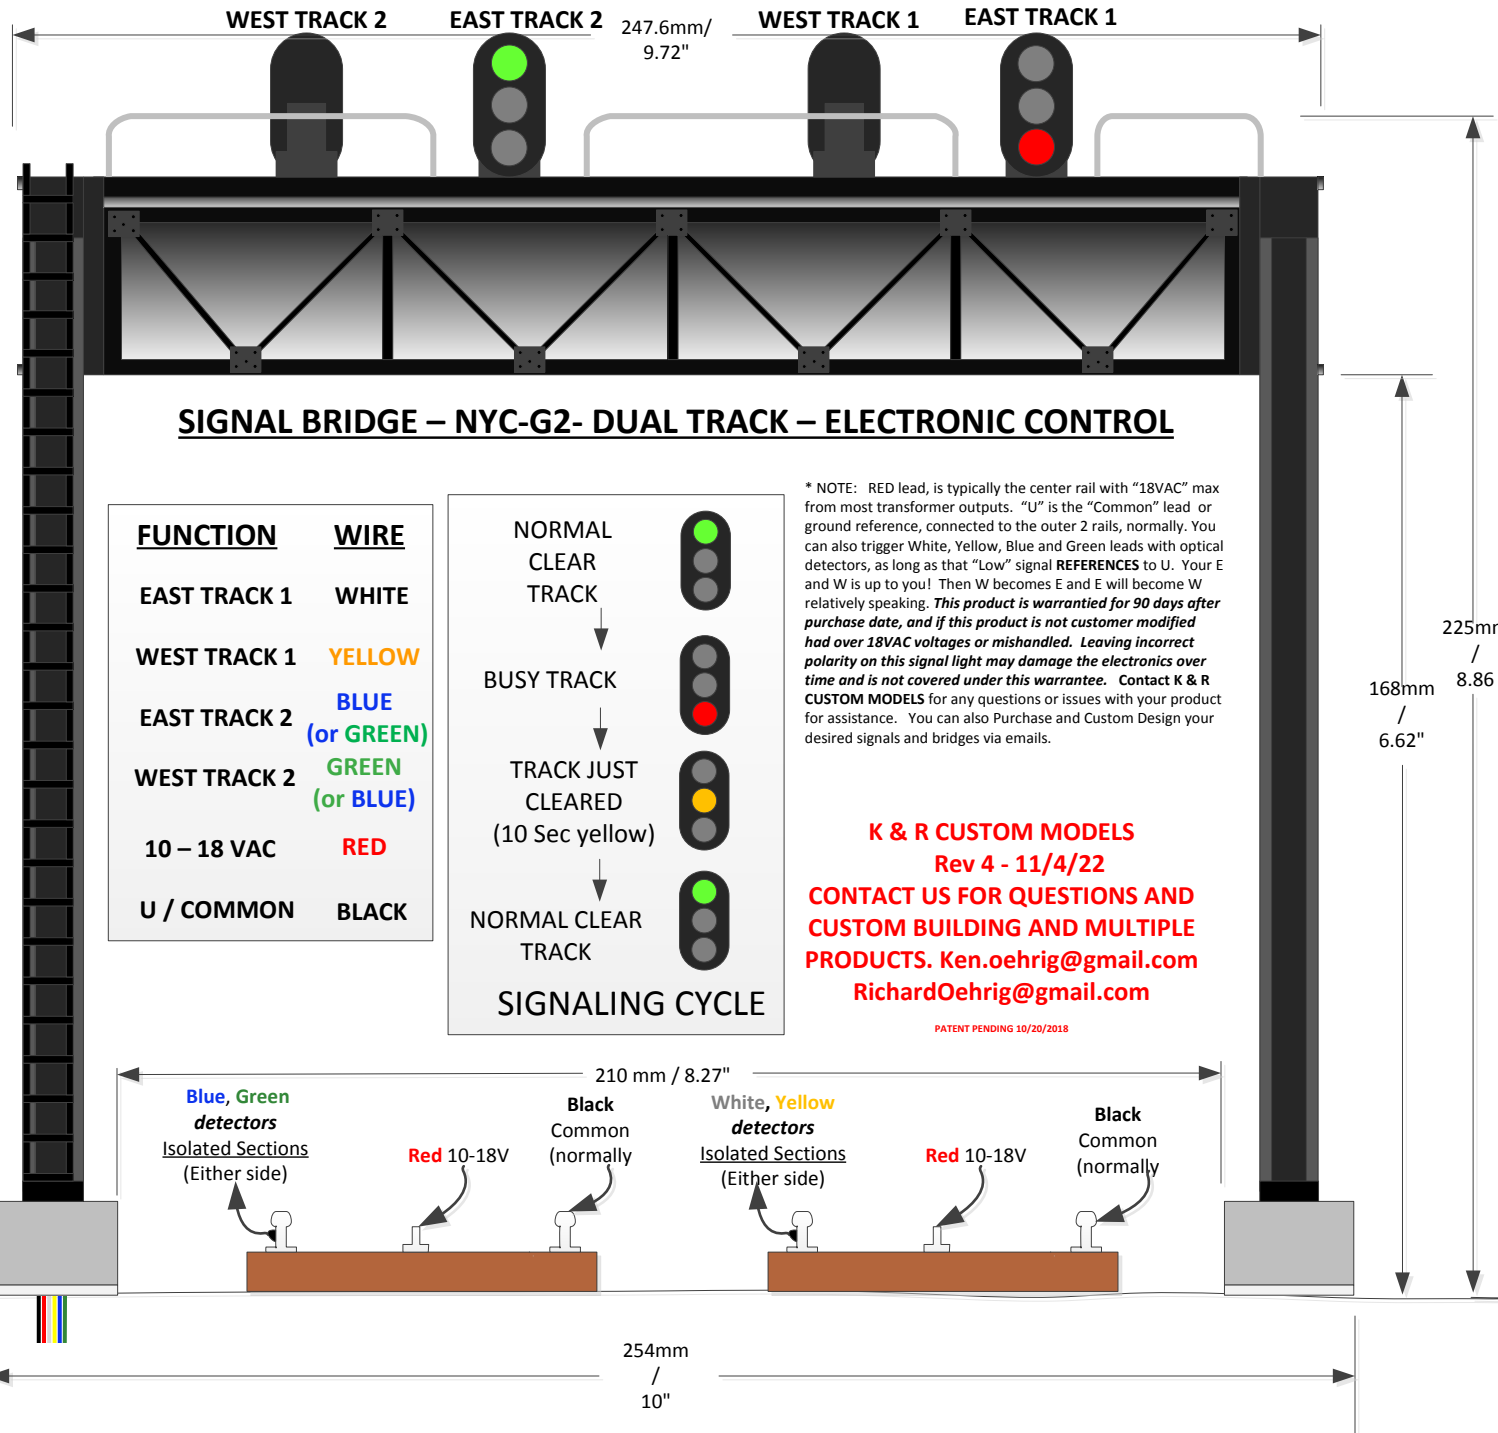 WEST TRACK 2
EAST TRACK 2
WEST TRACK 1
EAST TRACK 1
247.6mm/
9.72"
SIGNAL BRIDGE – NYC-G2- DUAL TRACK – ELECTRONIC CONTROL
FUNCTION WIRE
EAST TRACK 1 WHITE
WEST TRACK 1 YELLOW
EAST TRACK 2 BLUE
(or GREEN)
WEST TRACK 2 GREEN
(or BLUE)
10 – 18 VAC RED
U / COMMON BLACK
NORMAL
CLEAR
TRACK
BUSY TRACK
TRACK JUST
CLEARED
(10 Sec yellow)
NORMAL CLEAR
TRACK
SIGNALING CYCLE
* NOTE: RED lead, is typically the center rail with “18VAC” max
from most transformer outputs. “U” is the “Common” lead or
ground reference, connected to the outer 2 rails, normally. You
can also trigger White, Yellow, Blue and Green leads with optical
detectors, as long as that “Low” signal REFERENCES to U. Your E
and W is up to you! Then W becomes E and E will become W
relatively speaking. This product is warrantied for 90 days after
purchase date, and if this product is not customer modified
had over 18VAC voltages or mishandled. Leaving incorrect
polarity on this signal light may damage the electronics over
time and is not covered under this warrantee. Contact K & R
CUSTOM MODELS for any questions or issues with your product
for assistance. You can also Purchase and Custom Design your
desired signals and bridges via emails.
K & R CUSTOM MODELS
Rev 4 - 11/4/22
CONTACT US FOR QUESTIONS AND
CUSTOM BUILDING AND MULTIPLE
PRODUCTS. Ken.oehrig@gmail.com
RichardOehrig@gmail.com
PATENT PENDING 10/20/2018
168mm
/
6.62"
225mm
/
8.86
210 mm / 8.27"
Blue, Green
detectors
Isolated Sections
(Either side)
Red 10-18V
Black
Common
(normally
White, Yellow
detectors
Isolated Sections
(Either side)
Red 10-18V
Black
Common
(normally
254mm
/
10"